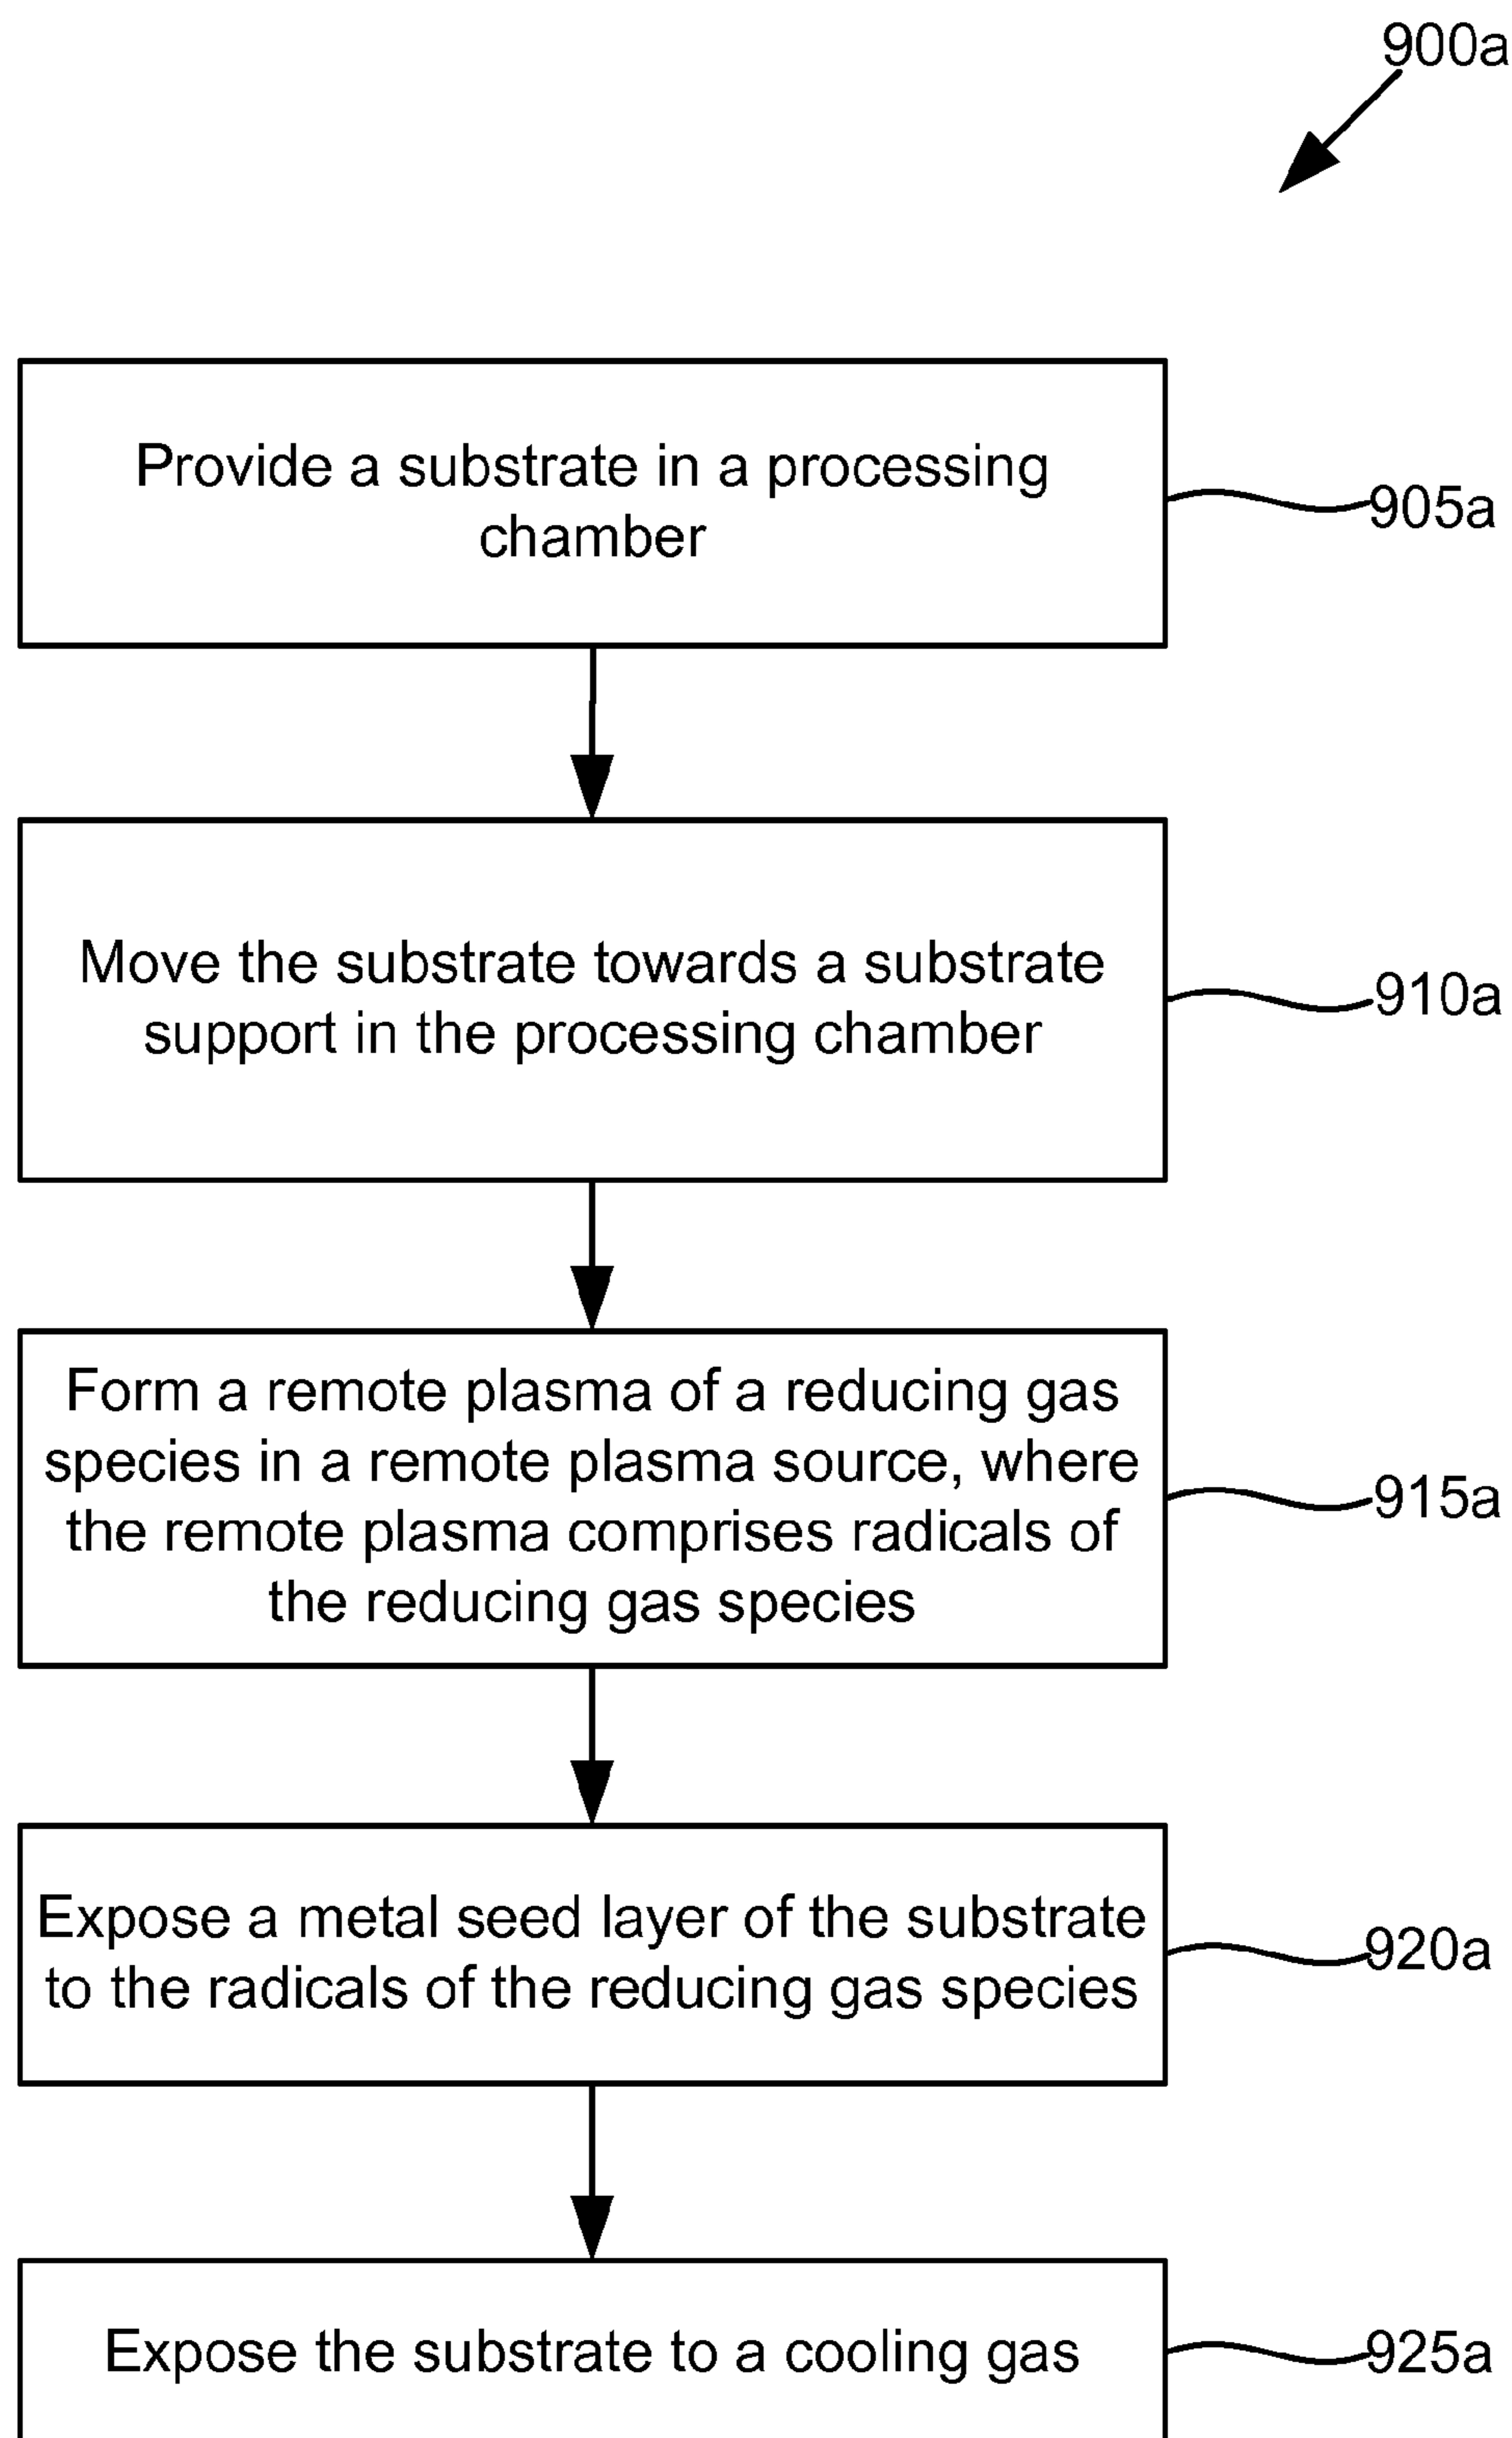 900a
Provide a substrate in a processing
chamber
905a
Move the substrate towards a substrate
support in the processing chamber
910a
Form a remote plasma of a reducing gas
species in a remote plasma source, where
the remote plasma comprises radicals of
the reducing gas species
915a
Expose a metal seed layer of the substrate
to the radicals of the reducing gas species
920a
Expose the substrate to a cooling gas
925a